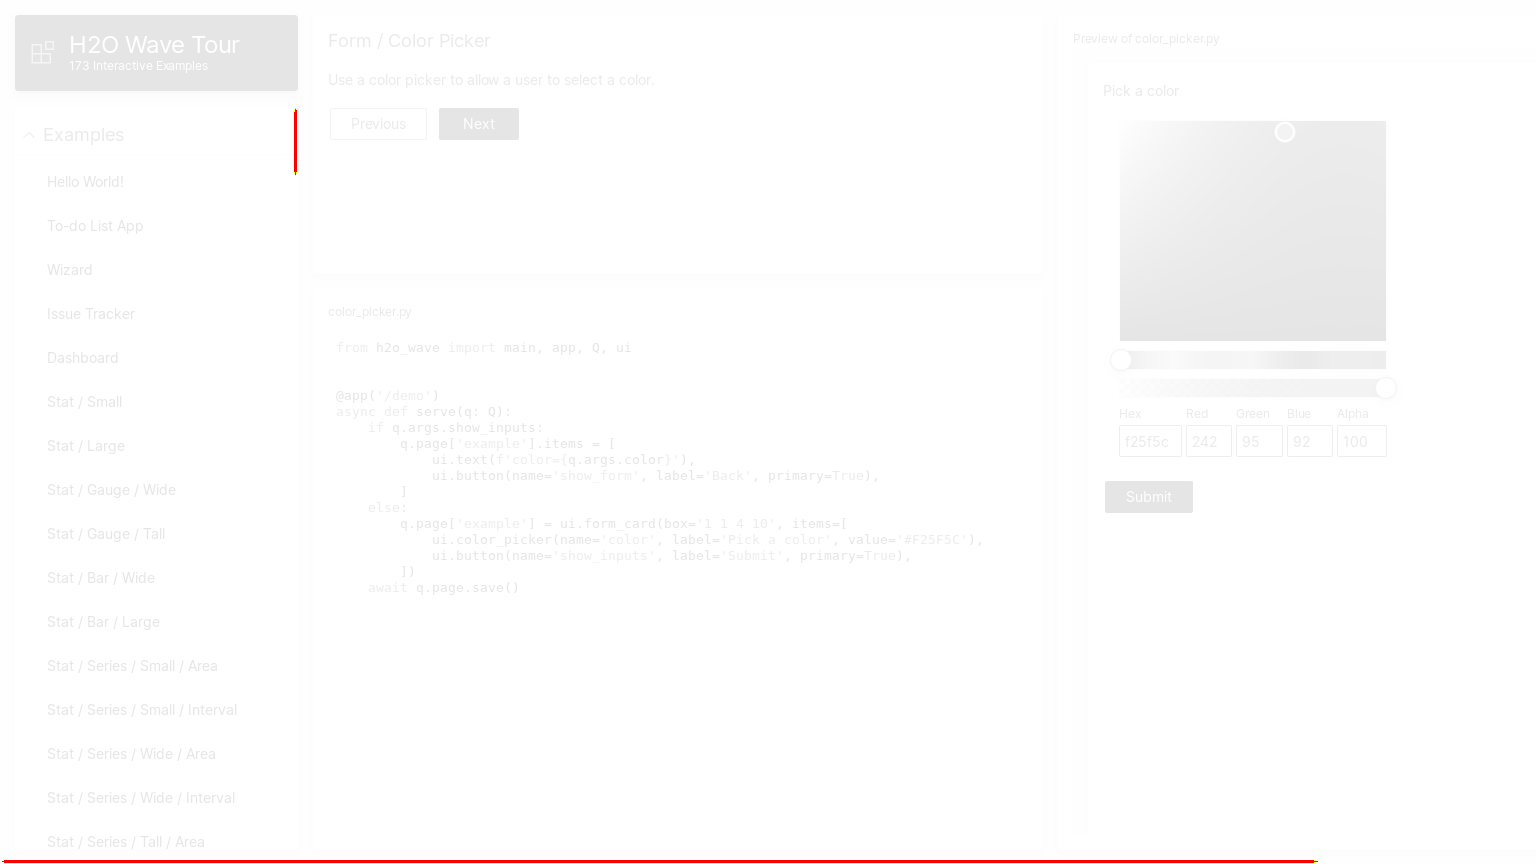 H2O Wave Tour
173 Interactive Examples
Examples
Hello World!
To-do List App
Wizard
Issue Tracker
Dashboard
Stat / Small
Stat / Large
Stat / Gauge / Wide
Stat / Gauge / Tall
Stat / Bar / Wide
Stat / Bar / Large
Stat / Series / Small / Area
Stat / Series / Small / Interval
Stat / Series / Wide / Area
Stat / Series / Wide / Interval
Stat / Series / Tall / Area
Form / Color Picker
Use a color picker to allow a user to select a color.
Previous Next
color_picker.py
from h2o_wave import main, app, Q, ui
@app('/demo')
async def serve(q: Q):
    if q.args.show_inputs:
        q.page['example'].items = [
            ui.text(f'color={q.args.color}'),
            ui.button(name='show_form', label='Back', primary=True),
        ]
    else:
        q.page['example'] = ui.form_card(box='1 1 4 10', items=[
            ui.color_picker(name='color', label='Pick a color', value='#F25F5C'),
            ui.button(name='show_inputs', label='Submit', primary=True),
        ])
    await q.page.save()
Preview of color_picker.py
Pick a color
Hex Red Green Blue Alpha
f25f5c 242 95 92 100
Submit